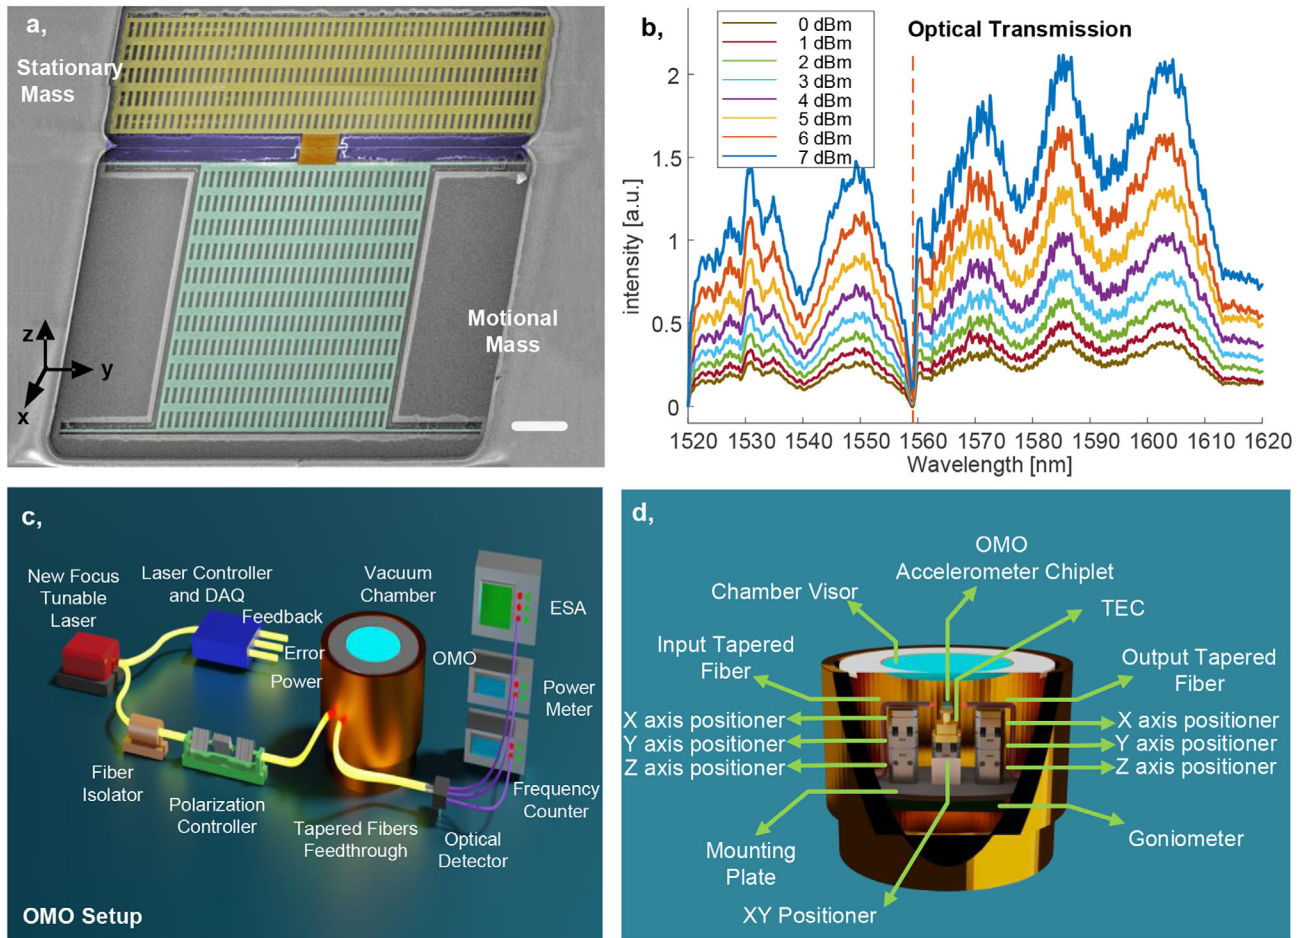 a,
Stationary
Mass
Motional
Mass
z
y
x
b,
Optical Transmission
0 dBm
1 dBm
2 dBm
3 dBm
4 dBm
5 dBm
6 dBm
7 dBm
intensity [a.u.]
2
1.5
1
0.5
0
1520 1530 1540 1550 1560 1570 1580 1590 1600 1610 1620
Wavelength [nm]
c,
New Focus
Tunable
Laser
Laser Controller
and DAQ
Feedback
Error
Power
Vacuum
Chamber
OMO
ESA
Power
Meter
Frequency
Counter
Fiber
Isolator
Polarization
Controller
Tapered Fibers
Feedthrough
Optical
Detector
OMO Setup
d,
OMO
Accelerometer Chiplet
Chamber Visor
TEC
Input Tapered
Fiber
Output Tapered
Fiber
X axis positioner
Y axis positioner
Z axis positioner
X axis positioner
Y axis positioner
Z axis positioner
Mounting
Plate
Goniometer
XY Positioner